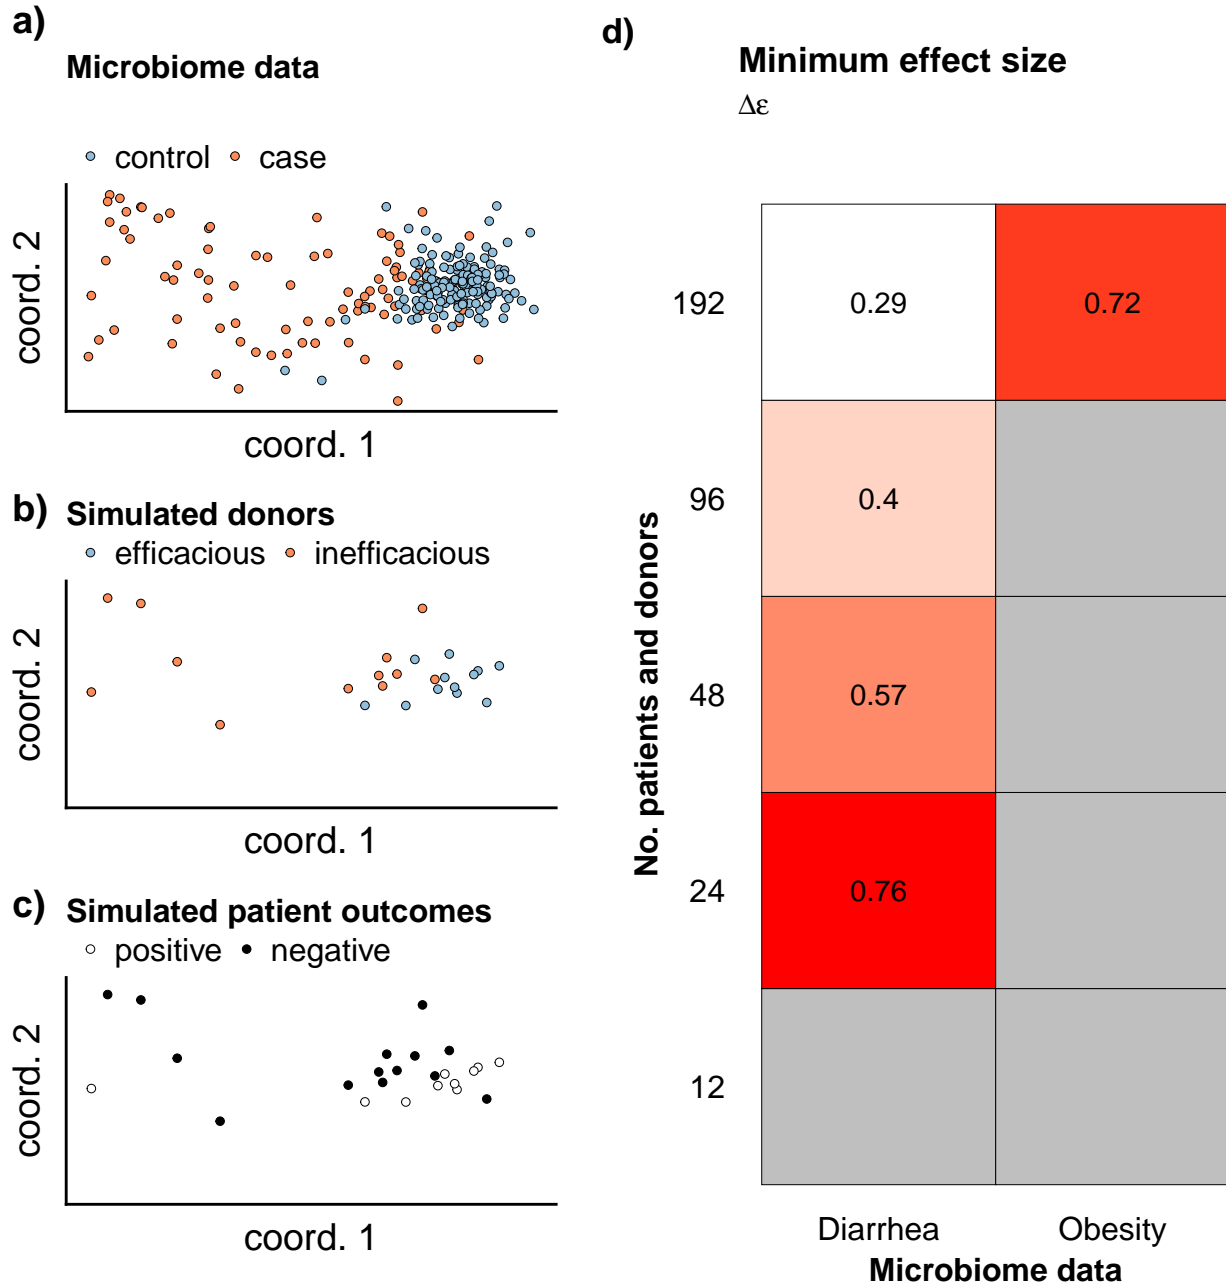 a)
Microbiome data
control case
coord. 2
coord. 1
b)
Simulated donors
efficacious inefficacious
coord. 2
coord. 1
c)
Simulated patient outcomes
positive negative
coord. 2
coord. 1
d)
Minimum effect size
Δε
No. patients and donors
192 0.29 0.72
96 0.4
48 0.57
24 0.76
12
Diarrhea Obesity
Microbiome data